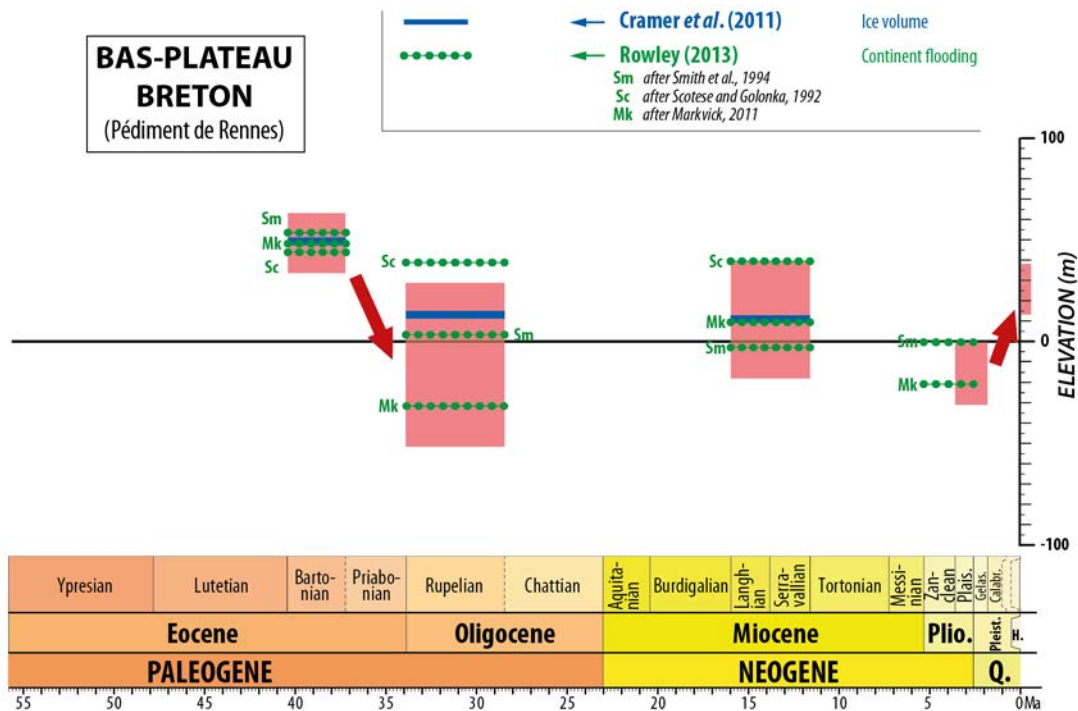 BAS-PLATEAU
BRETON
(Pédiment de Rennes)
Cramer et al. (2011)
Ice volume
Rowley (2013)
Continent flooding
Sm after Smith et al., 1994
Sc after Scotese and Golonka, 1992
Mk after Markvick, 2011
100
Sm
Mk
Sc
Sc
Sm
Mk
Sc
Mk
Sm
Sm
Mk
0
ELEVATION (m)
-100
Ypresian
Lutetian
Barto-
nian
Priabo-
nian
Rupelian
Chattian
Aquita-
nian
Burdigalian
Langh-
ian
Serra-
vallian
Tortonian
Messi-
nian
Zan-
clean
Plais.
Gelas.
Calabr.
Eocene
Oligocene
Miocene
Plio.
Pleist.
H.
PALEOGENE
NEOGENE
Q.
55 50 45 40 35 30 25 20 15 10 5 0 Ma